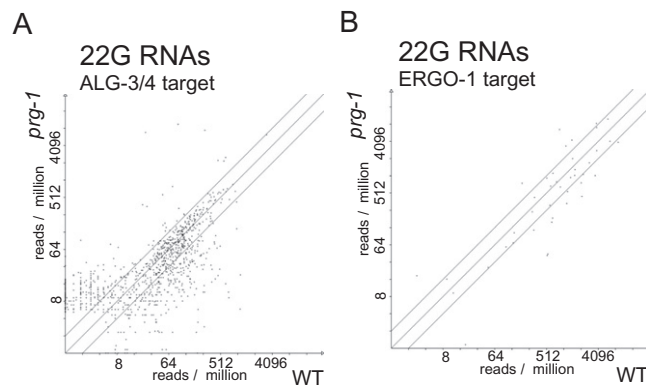 A
22G RNAs
ALG-3/4 target
prg-1
reads / million
4096
512
64
8
8 64 512 4096
reads / million
WT
B
22G RNAs
ERGO-1 target
prg-1
reads / million
4096
512
64
8
8 64 512 4096
reads / million
WT